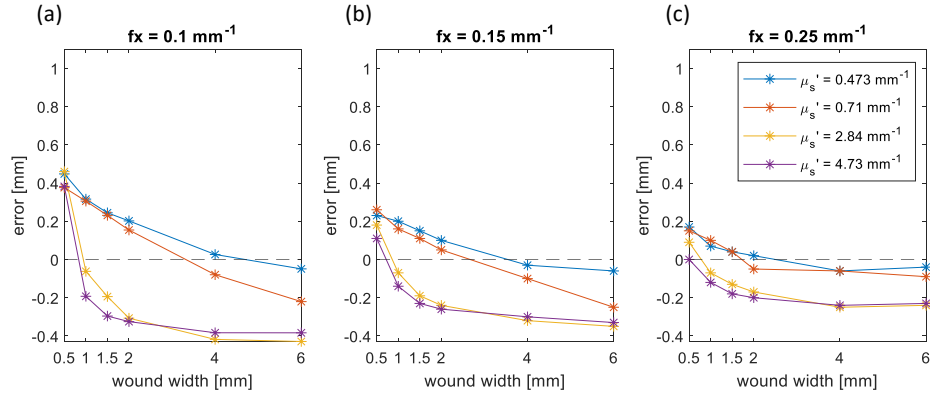 (a)
fx = 0.1 mm⁻¹
error [mm]
1
0.8
0.6
0.4
0.2
0
-0.2
-0.4
0.5 1 1.5 2 4 6
wound width [mm]
(b)
fx = 0.15 mm⁻¹
error [mm]
1
0.8
0.6
0.4
0.2
0
-0.2
-0.4
0.5 1 1.5 2 4 6
wound width [mm]
(c)
fx = 0.25 mm⁻¹
error [mm]
1
0.8
0.6
0.4
0.2
0
-0.2
-0.4
0.5 1 1.5 2 4 6
wound width [mm]
μₛ' = 0.473 mm⁻¹
μₛ' = 0.71 mm⁻¹
μₛ' = 2.84 mm⁻¹
μₛ' = 4.73 mm⁻¹